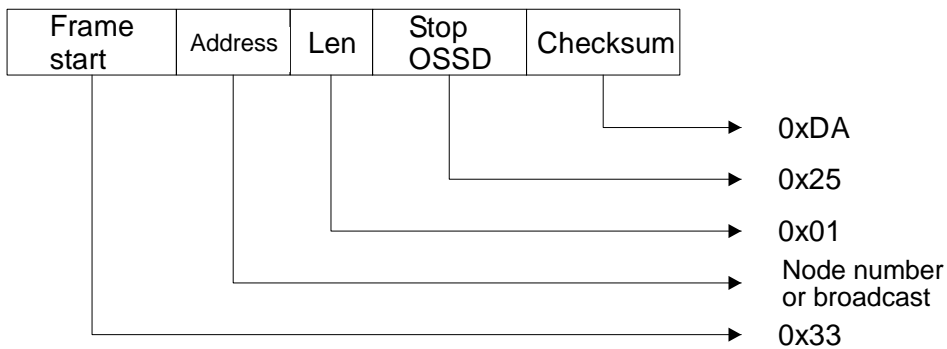 Frame
start
Address
Len
Stop
OSSD
Checksum
0xDA
0x25
0x01
Node number
or broadcast
0x33